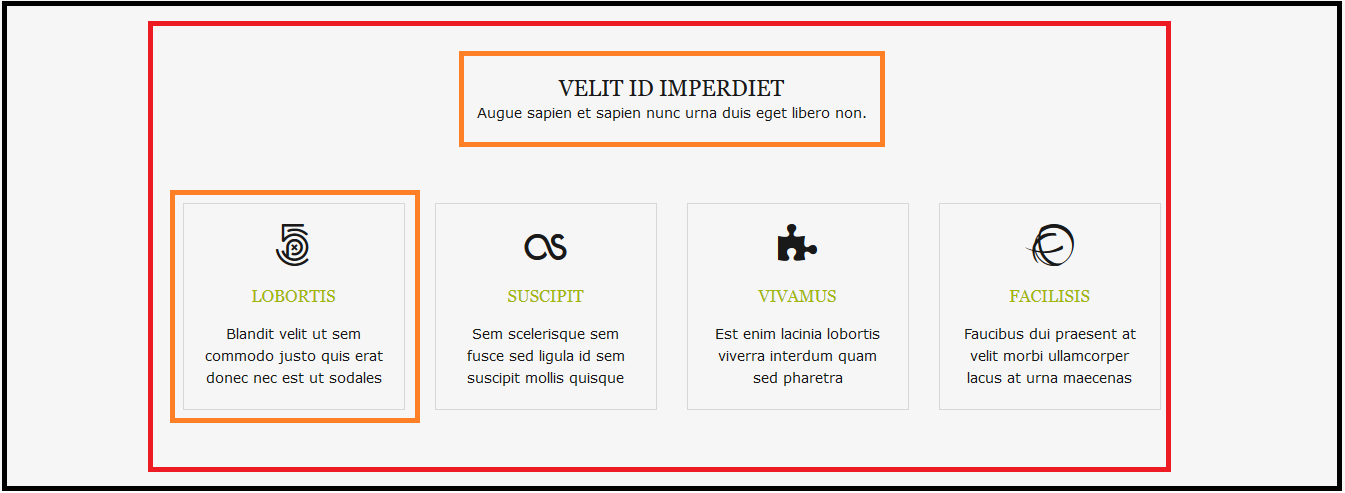 VELIT ID IMPERDIET
Augue sapien et sapien nunc urna duis eget libero non.
LOBORTIS
Blandit velit ut sem
commodo justo quis erat
donec nec est ut sodales
SUSCIPIT
Sem scelerisque sem
fusce sed ligula id sem
suscipit mollis quisque
VIVAMUS
Est enim lacinia lobortis
viverra interdum quam
sed pharetra
FACILISIS
Faucibus dui praesent at
velit morbi ullamcorper
lacus at urna maecenas